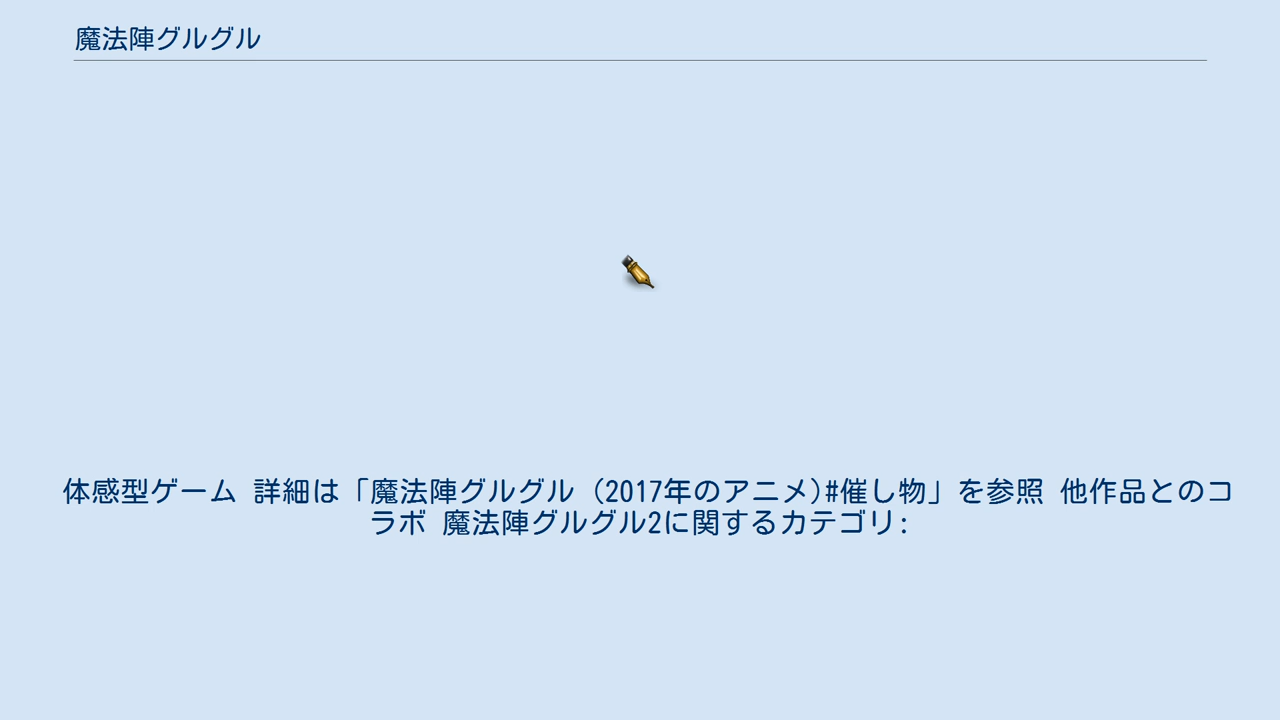 魔法陣グルグル
体感型ゲーム 詳細は「魔法陣グルグル (2017年のアニメ)#催し物」を参照 他作品とのコ
ラボ 魔法陣グルグル2に関するカテゴリ: